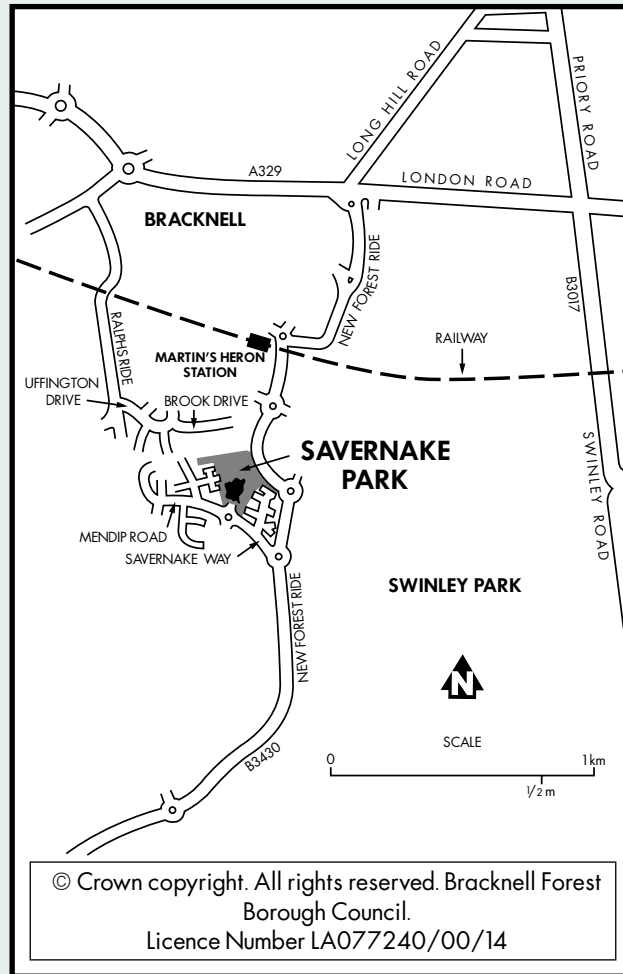 LONG HILL ROAD
PRIORY ROAD
A329
LONDON ROAD
BRACKNELL
NEW FOREST RIDE
B3017
RALPHS RIDE
RAILWAY
MARTIN'S HERON
STATION
UFFINGTON
DRIVE
BROOK DRIVE
SAVERNAKE
PARK
SWINLEY ROAD
MENDIP ROAD
SAVERNAKE WAY
SWINLEY PARK
NEW FOREST RIDE
N
SCALE
0
1km
1/2 m
B3430
© Crown copyright. All rights reserved. Bracknell Forest
Borough Council.
Licence Number LA077240/00/14